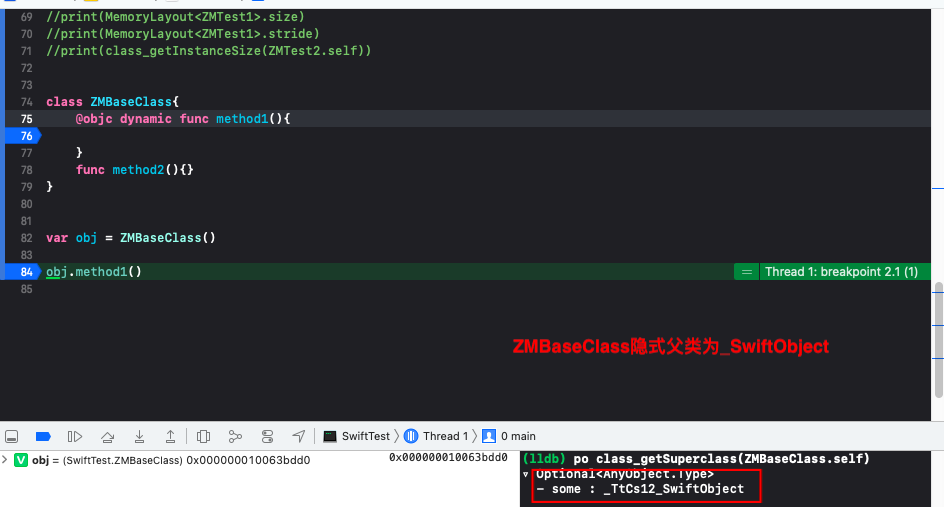 69 //print(MemoryLayout<ZMTest1>.size)
70 //print(MemoryLayout<ZMTest1>.stride)
71 //print(class_getInstanceSize(ZMTest2.self))
72
73
74 class ZMBaseClass{
75 @objc dynamic func method1(){
76
77 }
78 func method2(){}
79 }
80
81
82 var obj = ZMBaseClass()
83
84 obj.method1()
Thread 1: breakpoint 2.1 (1)
85
ZMBaseClass隐式父类为_SwiftObject
SwiftTest 〉 Thread 1 〉 0 main
V obj = (SwiftTest.ZMBaseClass) 0x000000010063bdd0
0x000000010063bdd0
(lldb) po class_getSuperclass(ZMBaseClass.self)
▿ Optional<AnyObject.Type>
- some : _TtCs12_SwiftObject